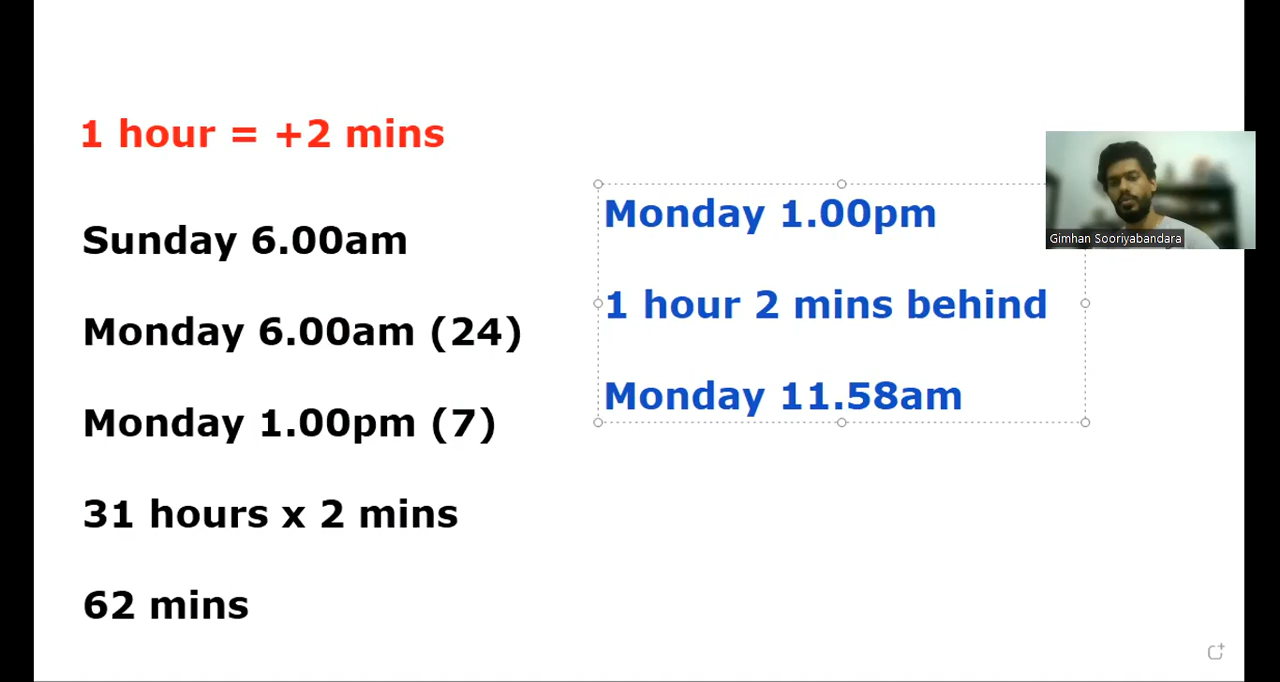 1 hour = +2 mins
Sunday 6.00am
Monday 6.00am (24)
Monday 1.00pm (7)
31 hours x 2 mins
62 mins
Monday 1.00pm
1 hour 2 mins behind
Monday 11.58am
Gimhan Sooriyabandara